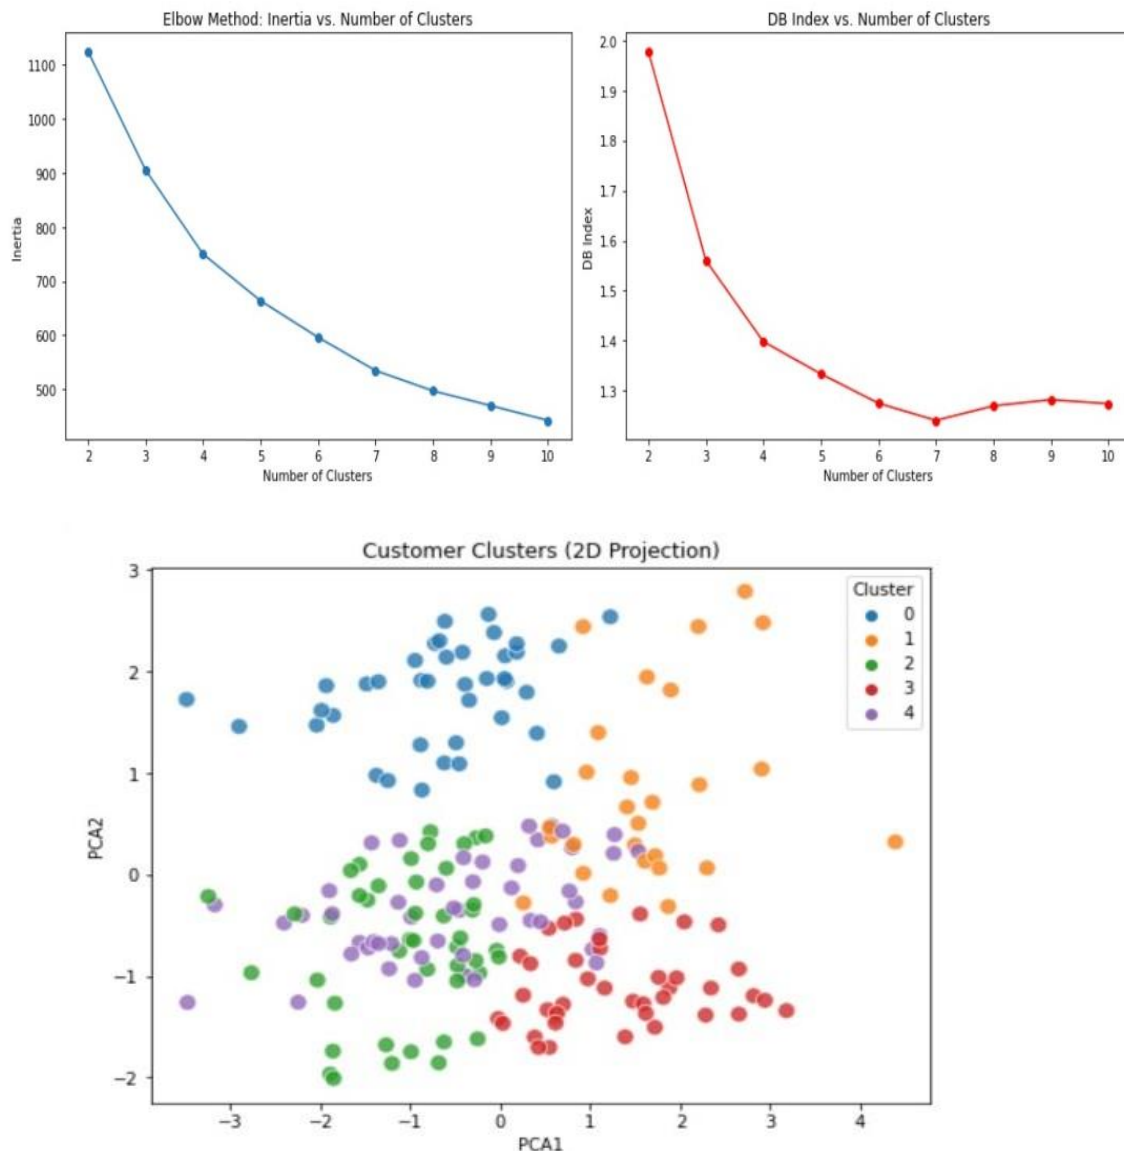 Elbow Method: Inertia vs. Number of Clusters
1100
1000
900
800
700
600
500
Inertia
2 3 4 5 6 7 8 9 10
Number of Clusters
DB Index vs. Number of Clusters
2.0
1.9
1.8
1.7
1.6
1.5
1.4
1.3
DB Index
2 3 4 5 6 7 8 9 10
Number of Clusters
Customer Clusters (2D Projection)
3
2
1
0
−1
−2
PCA2
Cluster
0
1
2
3
4
−3 −2 −1 0 1 2 3 4
PCA1